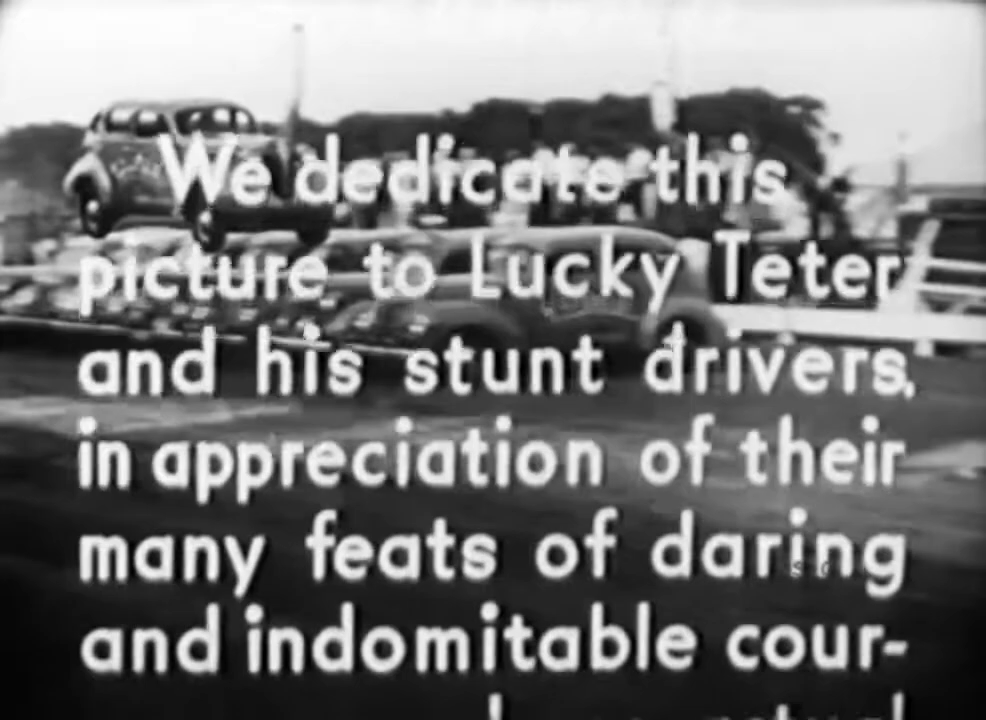 We dedicate this
picture to Lucky Teter
and his stunt drivers,
in appreciation of their
many feats of daring
and indomitable cour-